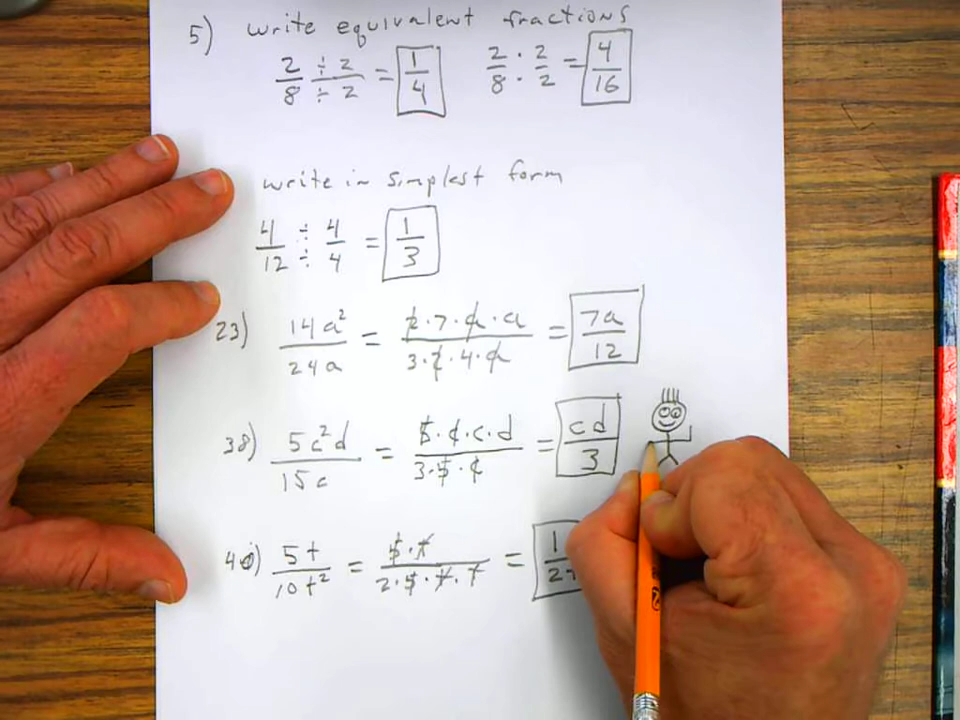 5) write equivalent fractions
2/8 ÷2/÷2 = 1/4   2/8 · 2/2 = 4/16
write in simplest form
4/12 ÷ 4/4 = 1/3
23) 14a²/24a = 2·7·a·a/3·2·4·a = 7a/12
38) 5c²d/15c = 5·c·c·d/3·5·c = cd/3
40) 5t/10t² = 5·t/2·5·t·t = 1/2t